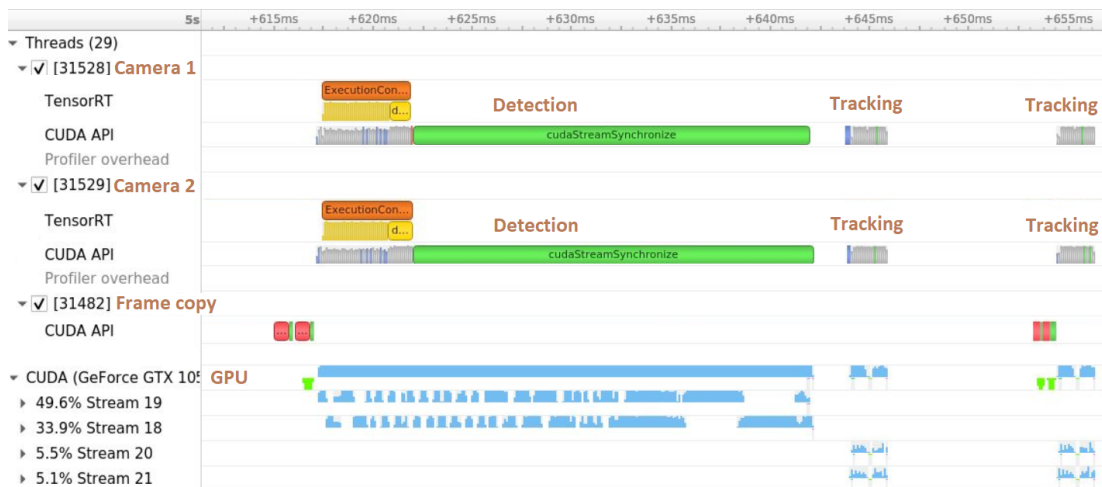 5s +615ms +620ms +625ms +630ms +635ms +640ms +645ms +650ms +655ms
Threads (29)
[31528] Camera 1
ExecutionCon...
TensorRT d... Detection Tracking Tracking
CUDA API cudaStreamSynchronize
Profiler overhead
[31529] Camera 2
ExecutionCon...
TensorRT d... Detection Tracking Tracking
CUDA API cudaStreamSynchronize
Profiler overhead
[31482] Frame copy
CUDA API ... ...
CUDA (GeForce GTX 105 GPU
49.6% Stream 19
33.9% Stream 18
5.5% Stream 20
5.1% Stream 21